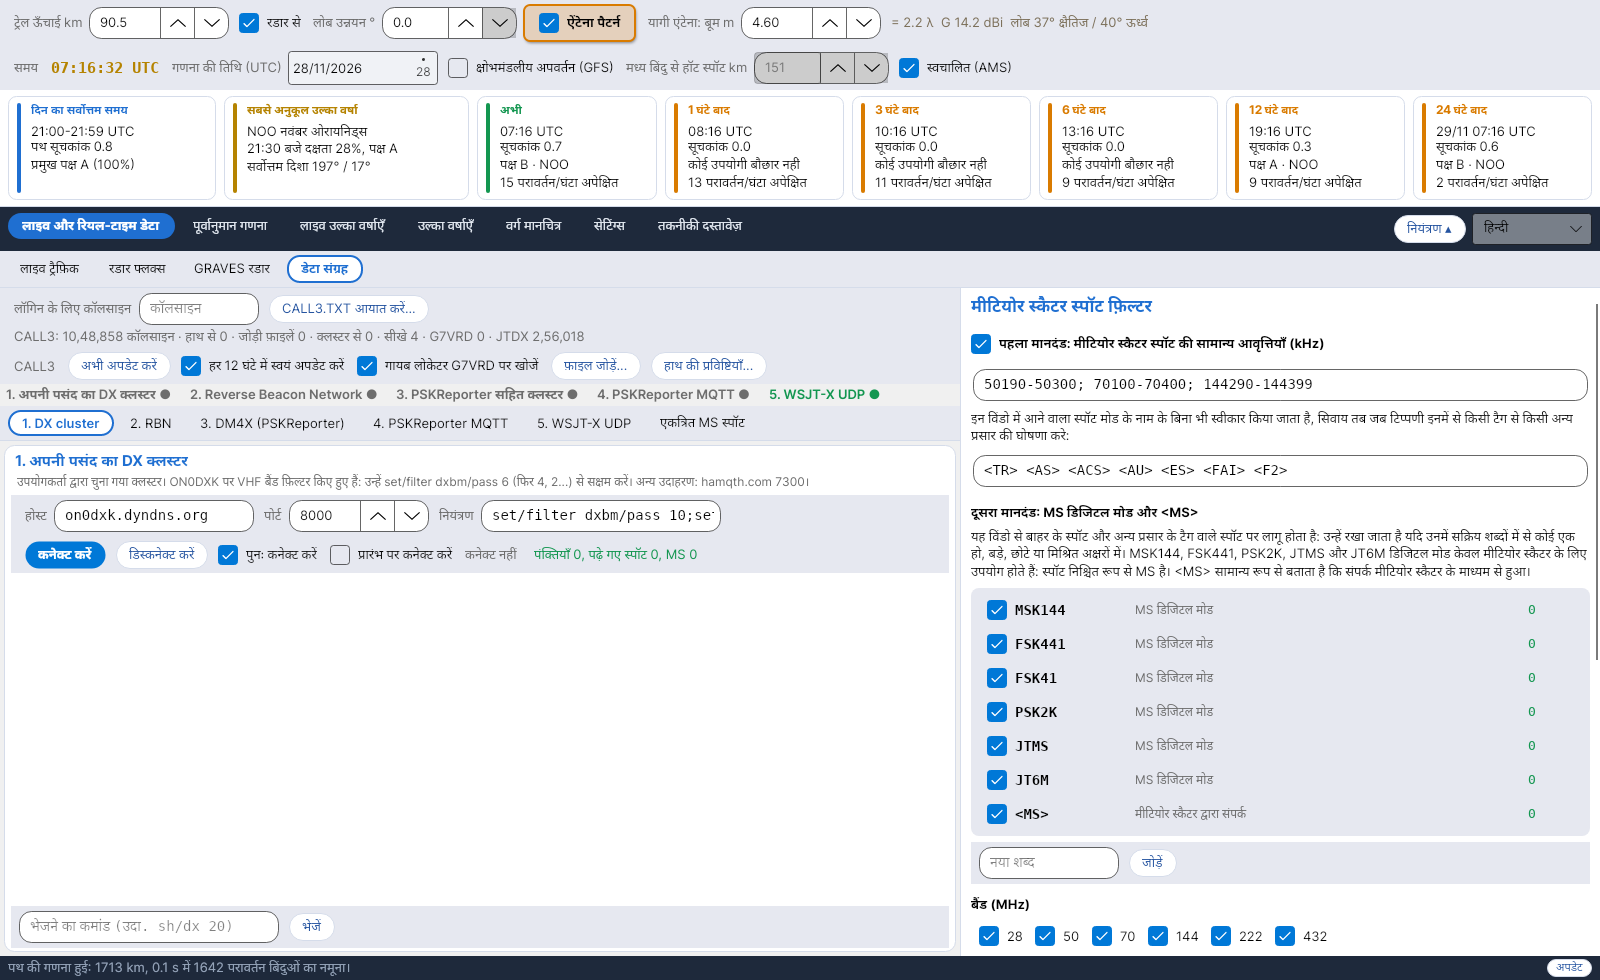 ट्रेल ऊँचाई km 90.5 रडार से लोब उन्नयन ° 0.0 ऐंटेना पैटर्न यागी एंटेना: बूम m 4.60 = 2.2 λ G 14.2 dBi लोब 37° क्षैतिज / 40° ऊर्ध्व
समय 07:16:32 UTC गणना की तिथि (UTC) 28/11/2026 28 क्षोभमंडलीय अपवर्तन (GFS) मध्य बिंदु से हॉट स्पॉट km 151 स्वचालित (AMS)
दिन का सर्वोत्तम समय
21:00-21:59 UTC
पथ सूचकांक 0.8
प्रमुख पक्ष A (100%)
सबसे अनुकूल उल्का वर्षा
NOO नवंबर ओरायनिड्स
21:30 बजे दक्षता 28%, पक्ष A
सर्वोत्तम दिशा 197° / 17°
अभी
07:16 UTC
सूचकांक 0.7
पक्ष B · NOO
15 परावर्तन/घंटा अपेक्षित
1 घंटे बाद
08:16 UTC
सूचकांक 0.0
कोई उपयोगी बौछार नहीं
13 परावर्तन/घंटा अपेक्षित
3 घंटे बाद
10:16 UTC
सूचकांक 0.0
कोई उपयोगी बौछार नहीं
11 परावर्तन/घंटा अपेक्षित
6 घंटे बाद
13:16 UTC
सूचकांक 0.0
कोई उपयोगी बौछार नहीं
9 परावर्तन/घंटा अपेक्षित
12 घंटे बाद
19:16 UTC
सूचकांक 0.3
पक्ष A · NOO
9 परावर्तन/घंटा अपेक्षित
24 घंटे बाद
29/11 07:16 UTC
सूचकांक 0.6
पक्ष B · NOO
2 परावर्तन/घंटा अपेक्षित
लाइव और रियल-टाइम डेटा पूर्वानुमान गणना लाइव उल्का वर्षाएँ उल्का वर्षाएँ वर्ग मानचित्र सेटिंग्स तकनीकी दस्तावेज़ नियंत्रण ▴ हिन्दी
लाइव ट्रैफ़िक रडार फ्लक्स GRAVES रडार डेटा संग्रह
लॉगिन के लिए कॉलसाइन कॉलसाइन CALL3.TXT आयात करें...
CALL3: 10,48,858 कॉलसाइन · हाथ से 0 · जोड़ी फ़ाइलें 0 · क्लस्टर से 0 · सीखे 4 · G7VRD 0 · JTDX 2,56,018
CALL3 अभी अपडेट करें हर 12 घंटे में स्वयं अपडेट करें गायब लोकेटर G7VRD पर खोजें फ़ाइल जोड़ें... हाथ की प्रविष्टियाँ...
1. अपनी पसंद का DX क्लस्टर ● 2. Reverse Beacon Network ● 3. PSKReporter सहित क्लस्टर ● 4. PSKReporter MQTT ● 5. WSJT-X UDP ●
1. DX cluster 2. RBN 3. DM4X (PSKReporter) 4. PSKReporter MQTT 5. WSJT-X UDP एकत्रित MS स्पॉट
1. अपनी पसंद का DX क्लस्टर
उपयोगकर्ता द्वारा चुना गया क्लस्टर। ON0DXK पर VHF बैंड फ़िल्टर किए हुए हैं: उन्हें set/filter dxbm/pass 6 (फिर 4, 2...) से सक्षम करें। अन्य उदाहरण: hamqth.com 7300।
होस्ट on0dxk.dyndns.org पोर्ट 8000 नियंत्रण set/filter dxbm/pass 10;se
कनेक्ट करें डिस्कनेक्ट करें पुनः कनेक्ट करें प्रारंभ पर कनेक्ट करें कनेक्ट नहीं पंक्तियाँ 0, पढ़े गए स्पॉट 0, MS 0
भेजने का कमांड (उदा. sh/dx 20) भेजें
मीटियोर स्कैटर स्पॉट फ़िल्टर
पहला मानदंड: मीटियोर स्कैटर स्पॉट की सामान्य आवृत्तियाँ (kHz)
50190-50300; 70100-70400; 144290-144399
इन विंडो में आने वाला स्पॉट मोड के नाम के बिना भी स्वीकार किया जाता है, सिवाय तब जब टिप्पणी इनमें से किसी टैग से किसी अन्य
प्रसार की घोषणा करे:
<TR> <AS> <ACS> <AU> <ES> <FAI> <F2>
दूसरा मानदंड: MS डिजिटल मोड और <MS>
यह विंडो से बाहर के स्पॉट और अन्य प्रसार के टैग वाले स्पॉट पर लागू होता है: उन्हें रखा जाता है यदि उनमें सक्रिय शब्दों में से कोई एक
हो, बड़े, छोटे या मिश्रित अक्षरों में। MSK144, FSK441, PSK2K, JTMS और JT6M डिजिटल मोड केवल मीटियोर स्कैटर के लिए
उपयोग होते हैं: स्पॉट निश्चित रूप से MS है। <MS> सामान्य रूप से बताता है कि संपर्क मीटियोर स्कैटर के माध्यम से हुआ।
MSK144 MS डिजिटल मोड 0
FSK441 MS डिजिटल मोड 0
FSK41 MS डिजिटल मोड 0
PSK2K MS डिजिटल मोड 0
JTMS MS डिजिटल मोड 0
JT6M MS डिजिटल मोड 0
<MS> मीटियोर स्कैटर द्वारा संपर्क 0
नया शब्द जोड़ें
बैंड (MHz)
28 50 70 144 222 432
पथ की गणना हुई: 1713 km, 0.1 s में 1642 परावर्तन बिंदुओं का नमूना। अपडेट